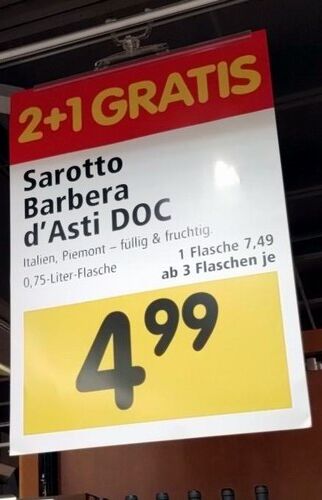 2+1 GRATIS
Sarotto
Barbera
d'Asti DOC
Italien, Piemont – füllig & fruchtig.
0,75-Liter-Flasche
1 Flasche 7,49
ab 3 Flaschen je
4 99